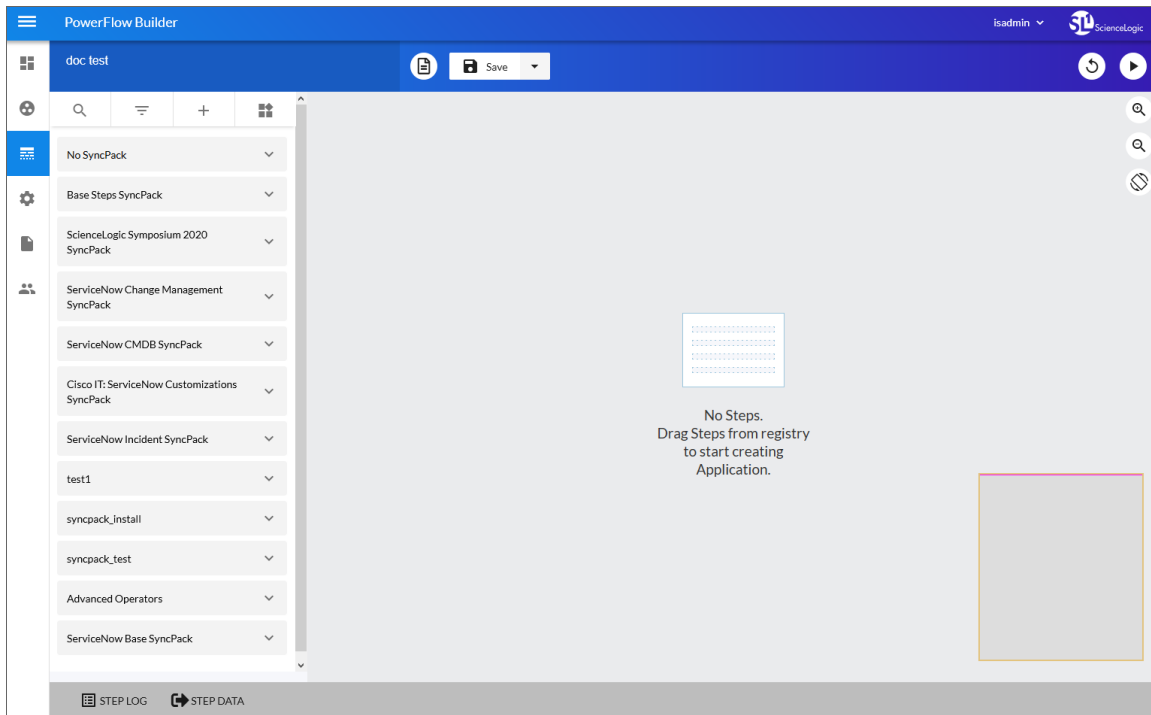 PowerFlow Builder
isadmin
SL1 ScienceLogic
doc test
Save
No SyncPack
Base Steps SyncPack
ScienceLogic Symposium 2020
SyncPack
ServiceNow Change Management
SyncPack
ServiceNow CMDB SyncPack
Cisco IT: ServiceNow Customizations
SyncPack
ServiceNow Incident SyncPack
test1
syncpack_install
syncpack_test
Advanced Operators
ServiceNow Base SyncPack
No Steps.
Drag Steps from registry
to start creating
Application.
STEP LOG
STEP DATA